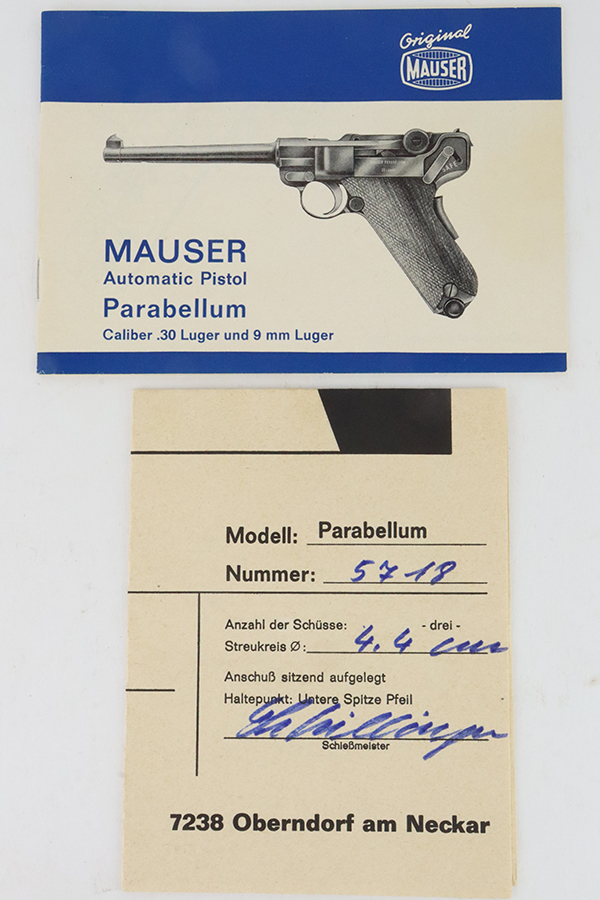 Original
MAUSER
MAUSER
Automatic Pistol
Parabellum
Caliber .30 Luger und 9 mm Luger
Modell: Parabellum
Nummer: 5718
Anzahl der Schüsse: - drei -
Streukreis Ø: 4.4 cm
Anschuß sitzend aufgelegt
Haltepunkt: Untere Spitze Pfeil
Schießmeister
7238 Oberndorf am Neckar